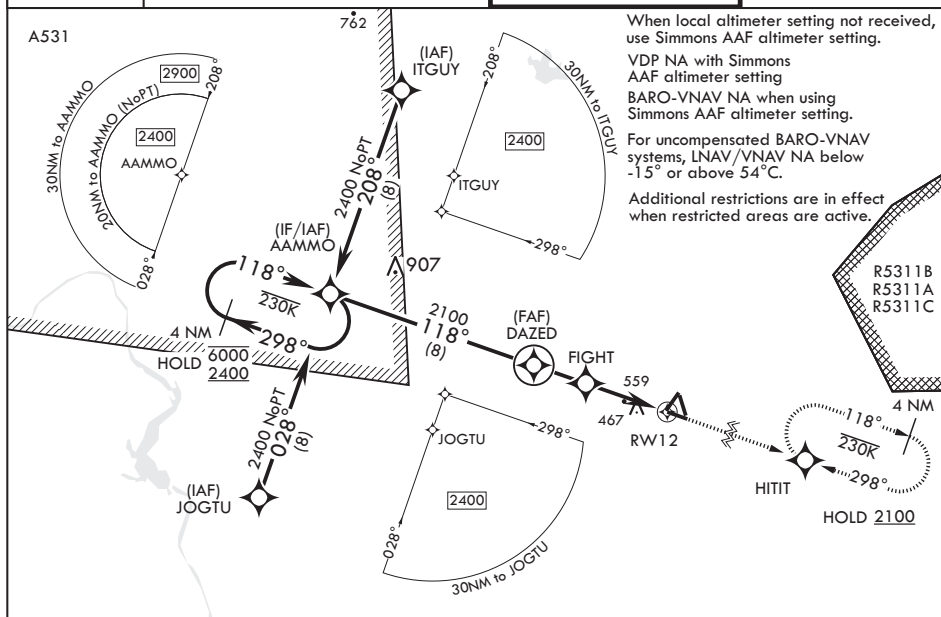 762
A531
(IAF)
ITGUY
When local altimeter setting not received,
use Simmons AAF altimeter setting.
VDP NA with Simmons
AAF altimeter setting
BARO-VNAV NA when using
Simmons AAF altimeter setting.
For uncompensated BARO-VNAV
systems, LNAV/VNAV NA below
-15° or above 54°C.
Additional restrictions are in effect
when restricted areas are active.
2900
208°
30NM to AAMMO
20NM to AAMMO (NoPT)
2400
AAMMO
028°
208°
30NM to ITGUY
2400
ITGUY
298°
2400 NoPT
208°
(8)
(IF/IAF)
AAMMO
907
118°
230K
298°
4 NM
HOLD
6000
2400
2100
118°
(8)
(FAF)
DAZED
FIGHT
559
467
RW12
R5311B
R5311A
R5311C
4 NM
118°
230K
298°
HITIT
HOLD 2100
2400 NoPT
028°
(8)
(IAF)
JOGTU
JOGTU
298°
2400
028°
30NM to JOGTU